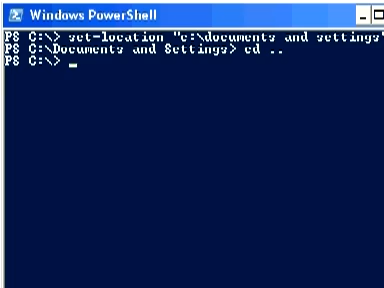 Windows PowerShell
PS C:\> set-location "c:\documents and settings"
PS C:\Documents and Settings> cd ..
PS C:\> _